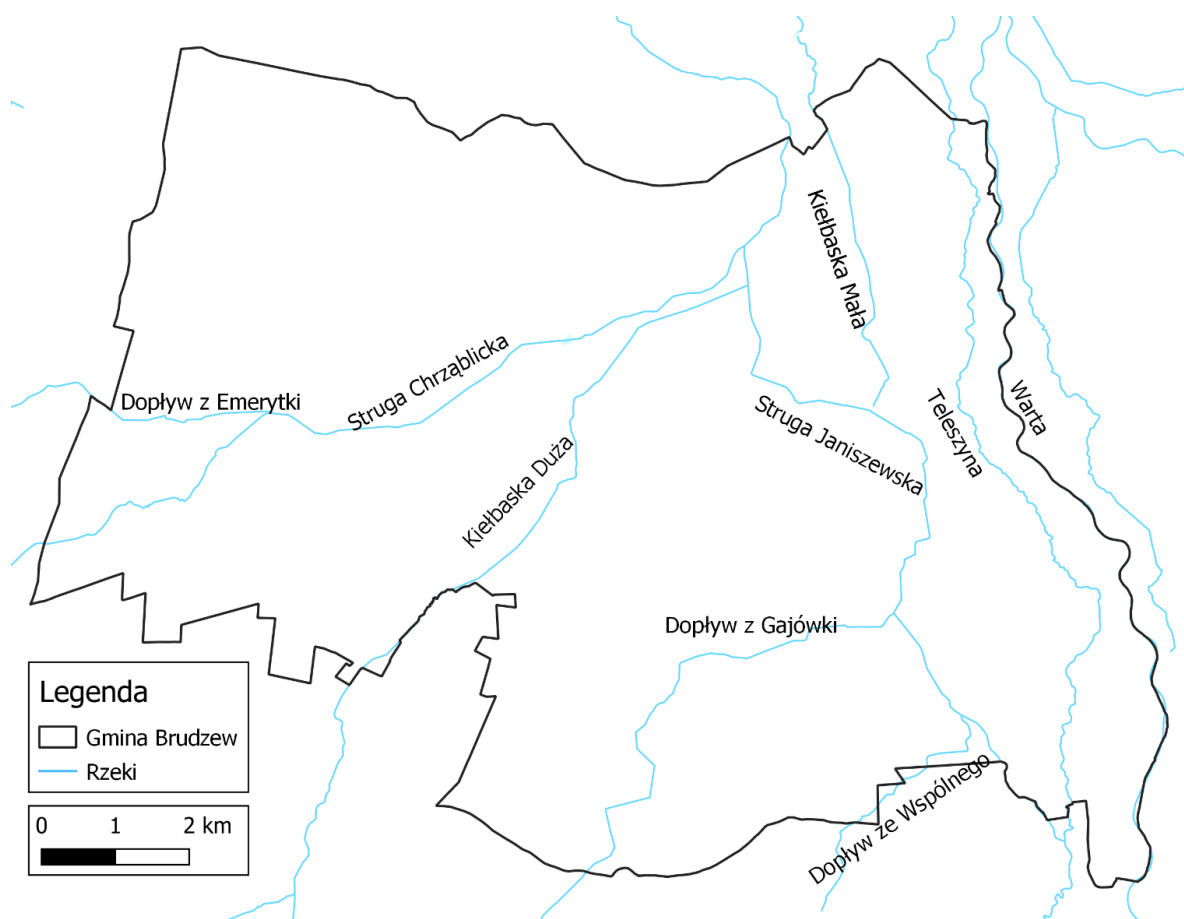 Kiełbaska Mała
Dopływ z Emerytki
Struga Chrząblicka
Kiełbaska Duża
Struga Janiszewska
Teleszyna
Warta
Dopływ z Gajówki
Dopływ ze Wspólnego
Legenda
Gmina Brudzew
Rzeki
0 1 2 km